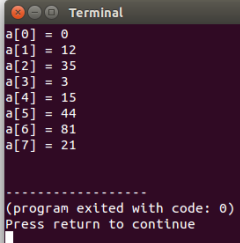 Terminal
a[0] = 0
a[1] = 12
a[2] = 35
a[3] = 3
a[4] = 15
a[5] = 44
a[6] = 81
a[7] = 21
------------------
(program exited with code: 0)
Press return to continue